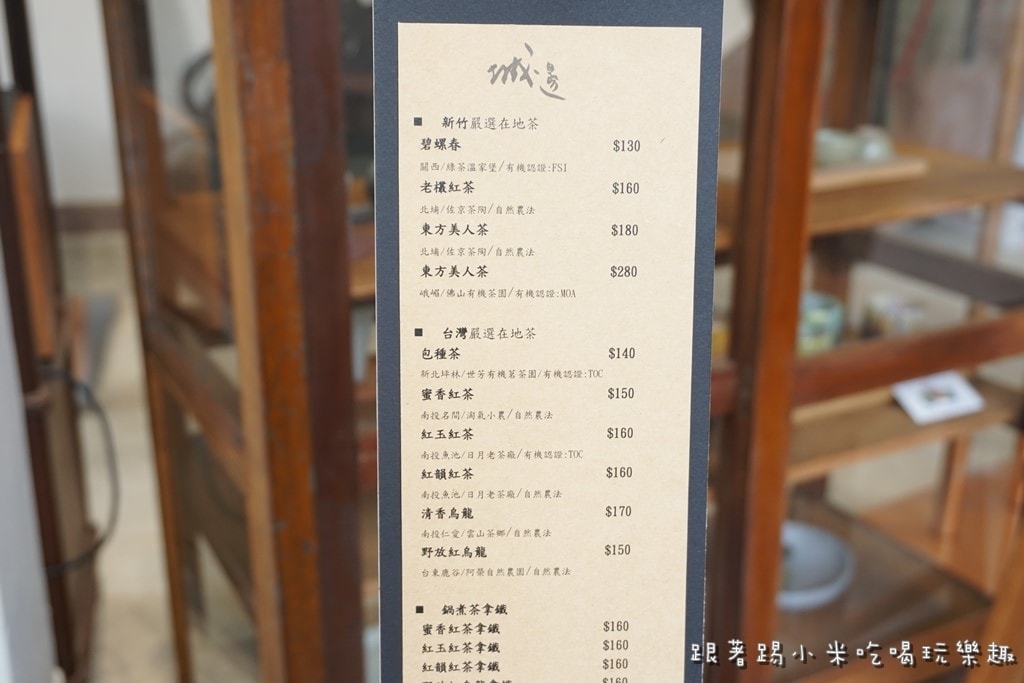 城邊
■ 新竹嚴選在地茶
碧螺春 $130
關西/綠茶溫家堡/有機認證:FSI
老欉紅茶 $160
北埔/佐京茶陶/自然農法
東方美人茶 $180
北埔/佐京茶陶/自然農法
東方美人茶 $280
峨嵋/佛山有機茶園/有機認證:MOA
■ 台灣嚴選在地茶
包種茶 $140
新北坪林/世芳有機茗茶園/有機認證:TOC
蜜香紅茶 $150
南投名間/淘氣小農/自然農法
紅玉紅茶 $160
南投魚池/日月老茶廠/有機認證:TOC
紅韻紅茶 $160
南投魚池/日月老茶廠/自然農法
清香烏龍 $170
南投仁愛/雲山茶鄉/自然農法
野放紅烏龍 $150
台東鹿谷/阿榮自然農園/自然農法
■ 鍋煮茶拿鐵
蜜香紅茶拿鐵 $160
紅玉紅茶拿鐵 $160
紅韻紅茶拿鐵 $160
野放紅烏龍拿鐵 $160
跟著踢小米吃喝玩樂趣